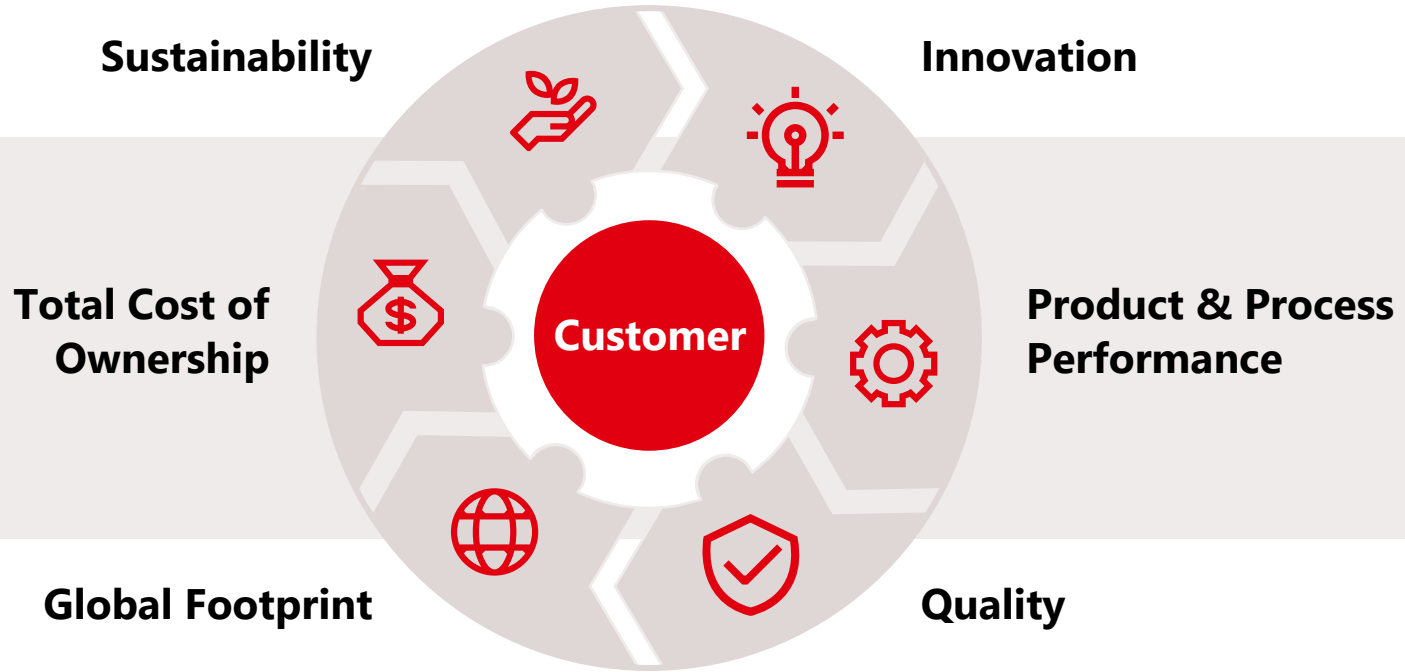 Sustainability
Innovation
Total Cost of
Ownership
Customer
Product & Process
Performance
Global Footprint
Quality